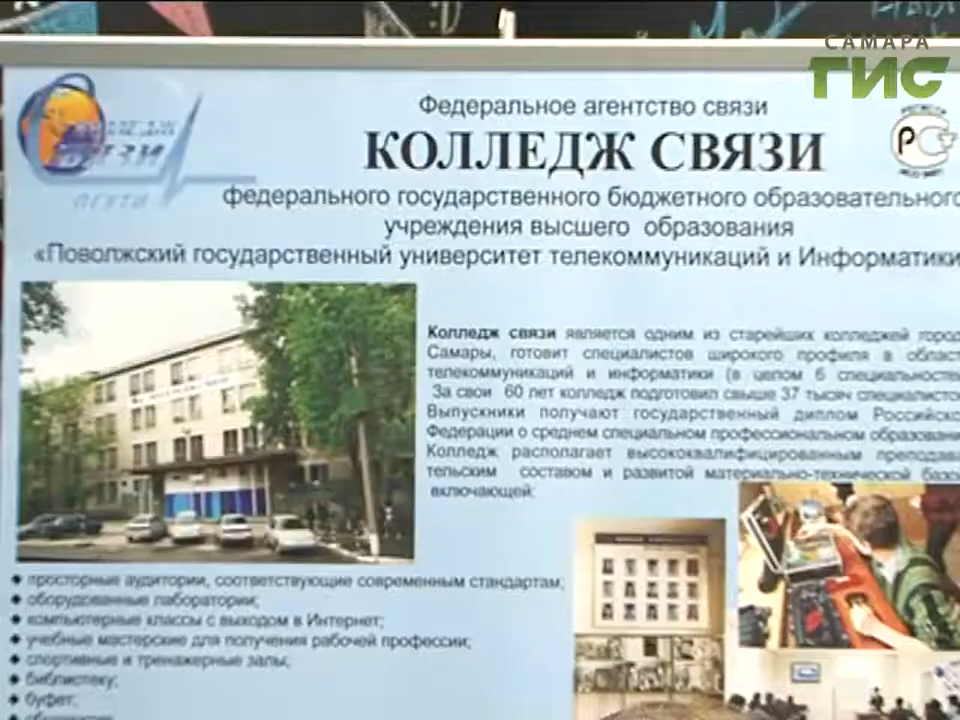 САМАРА
ГИС
Федеральное агентство связи
КОЛЛЕДЖ СВЯЗИ
федерального государственного бюджетного образовательного
учреждения высшего образования
«Поволжский государственный университет телекоммуникаций и Информатики
Колледж связи является одним из старейших колледжей город
Самары, готовит специалистов широкого профиля в област
телекоммуникаций и информатики (в целом 6 специальносте
За свои 60 лет колледж подготовил свыше 37 тысяч специалисто
Выпускники получают государственный диплом Российско
Федерации о среднем специальном профессиональном образовани
Колледж располагает высококвалифицированным преподава
тельским составом и развитой материально-технической базо
включающей:
просторные аудитории, соответствующие современным стандартам;
оборудованные лаборатории;
компьютерные классы с выходом в Интернет;
учебные мастерские для получения рабочей профессии;
спортивные и тренажерные залы;
библиотеку;
буфет;